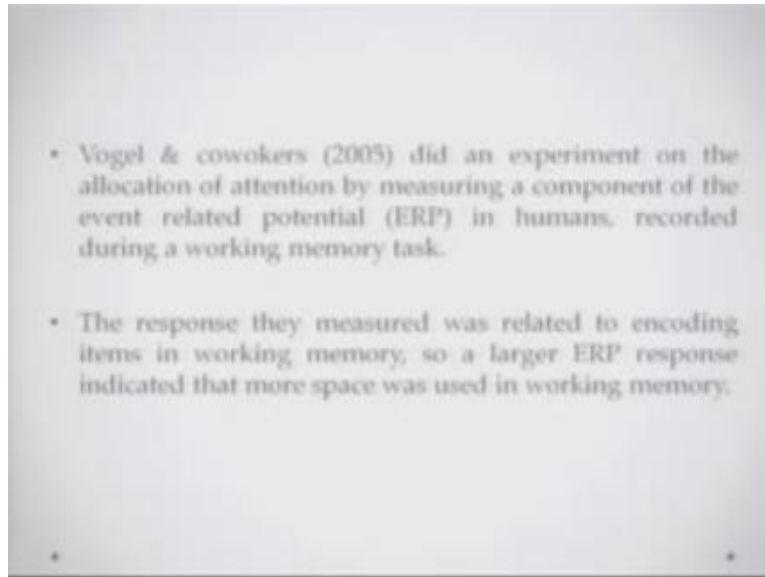 • Vogel & cowokers (2005) did an experiment on the
allocation of attention by measuring a component of the
event related potential (ERP) in humans, recorded
during a working memory task.
• The response they measured was related to encoding
items in working memory, so a larger ERP response
indicated that more space was used in working memory.